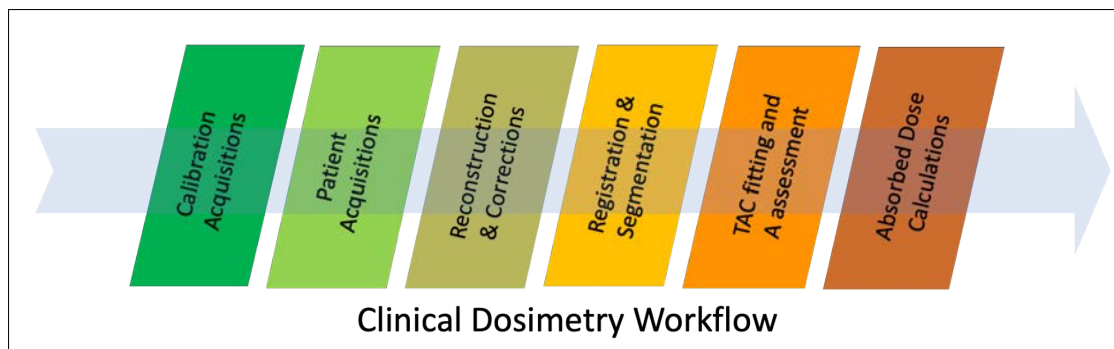 Calibration
Acquisitions
Patient
Acquisitions
Reconstruction
& Corrections
Registration &
Segmentation
TAC fitting and
A assessment
Absorbed Dose
Calculations
Clinical Dosimetry Workflow